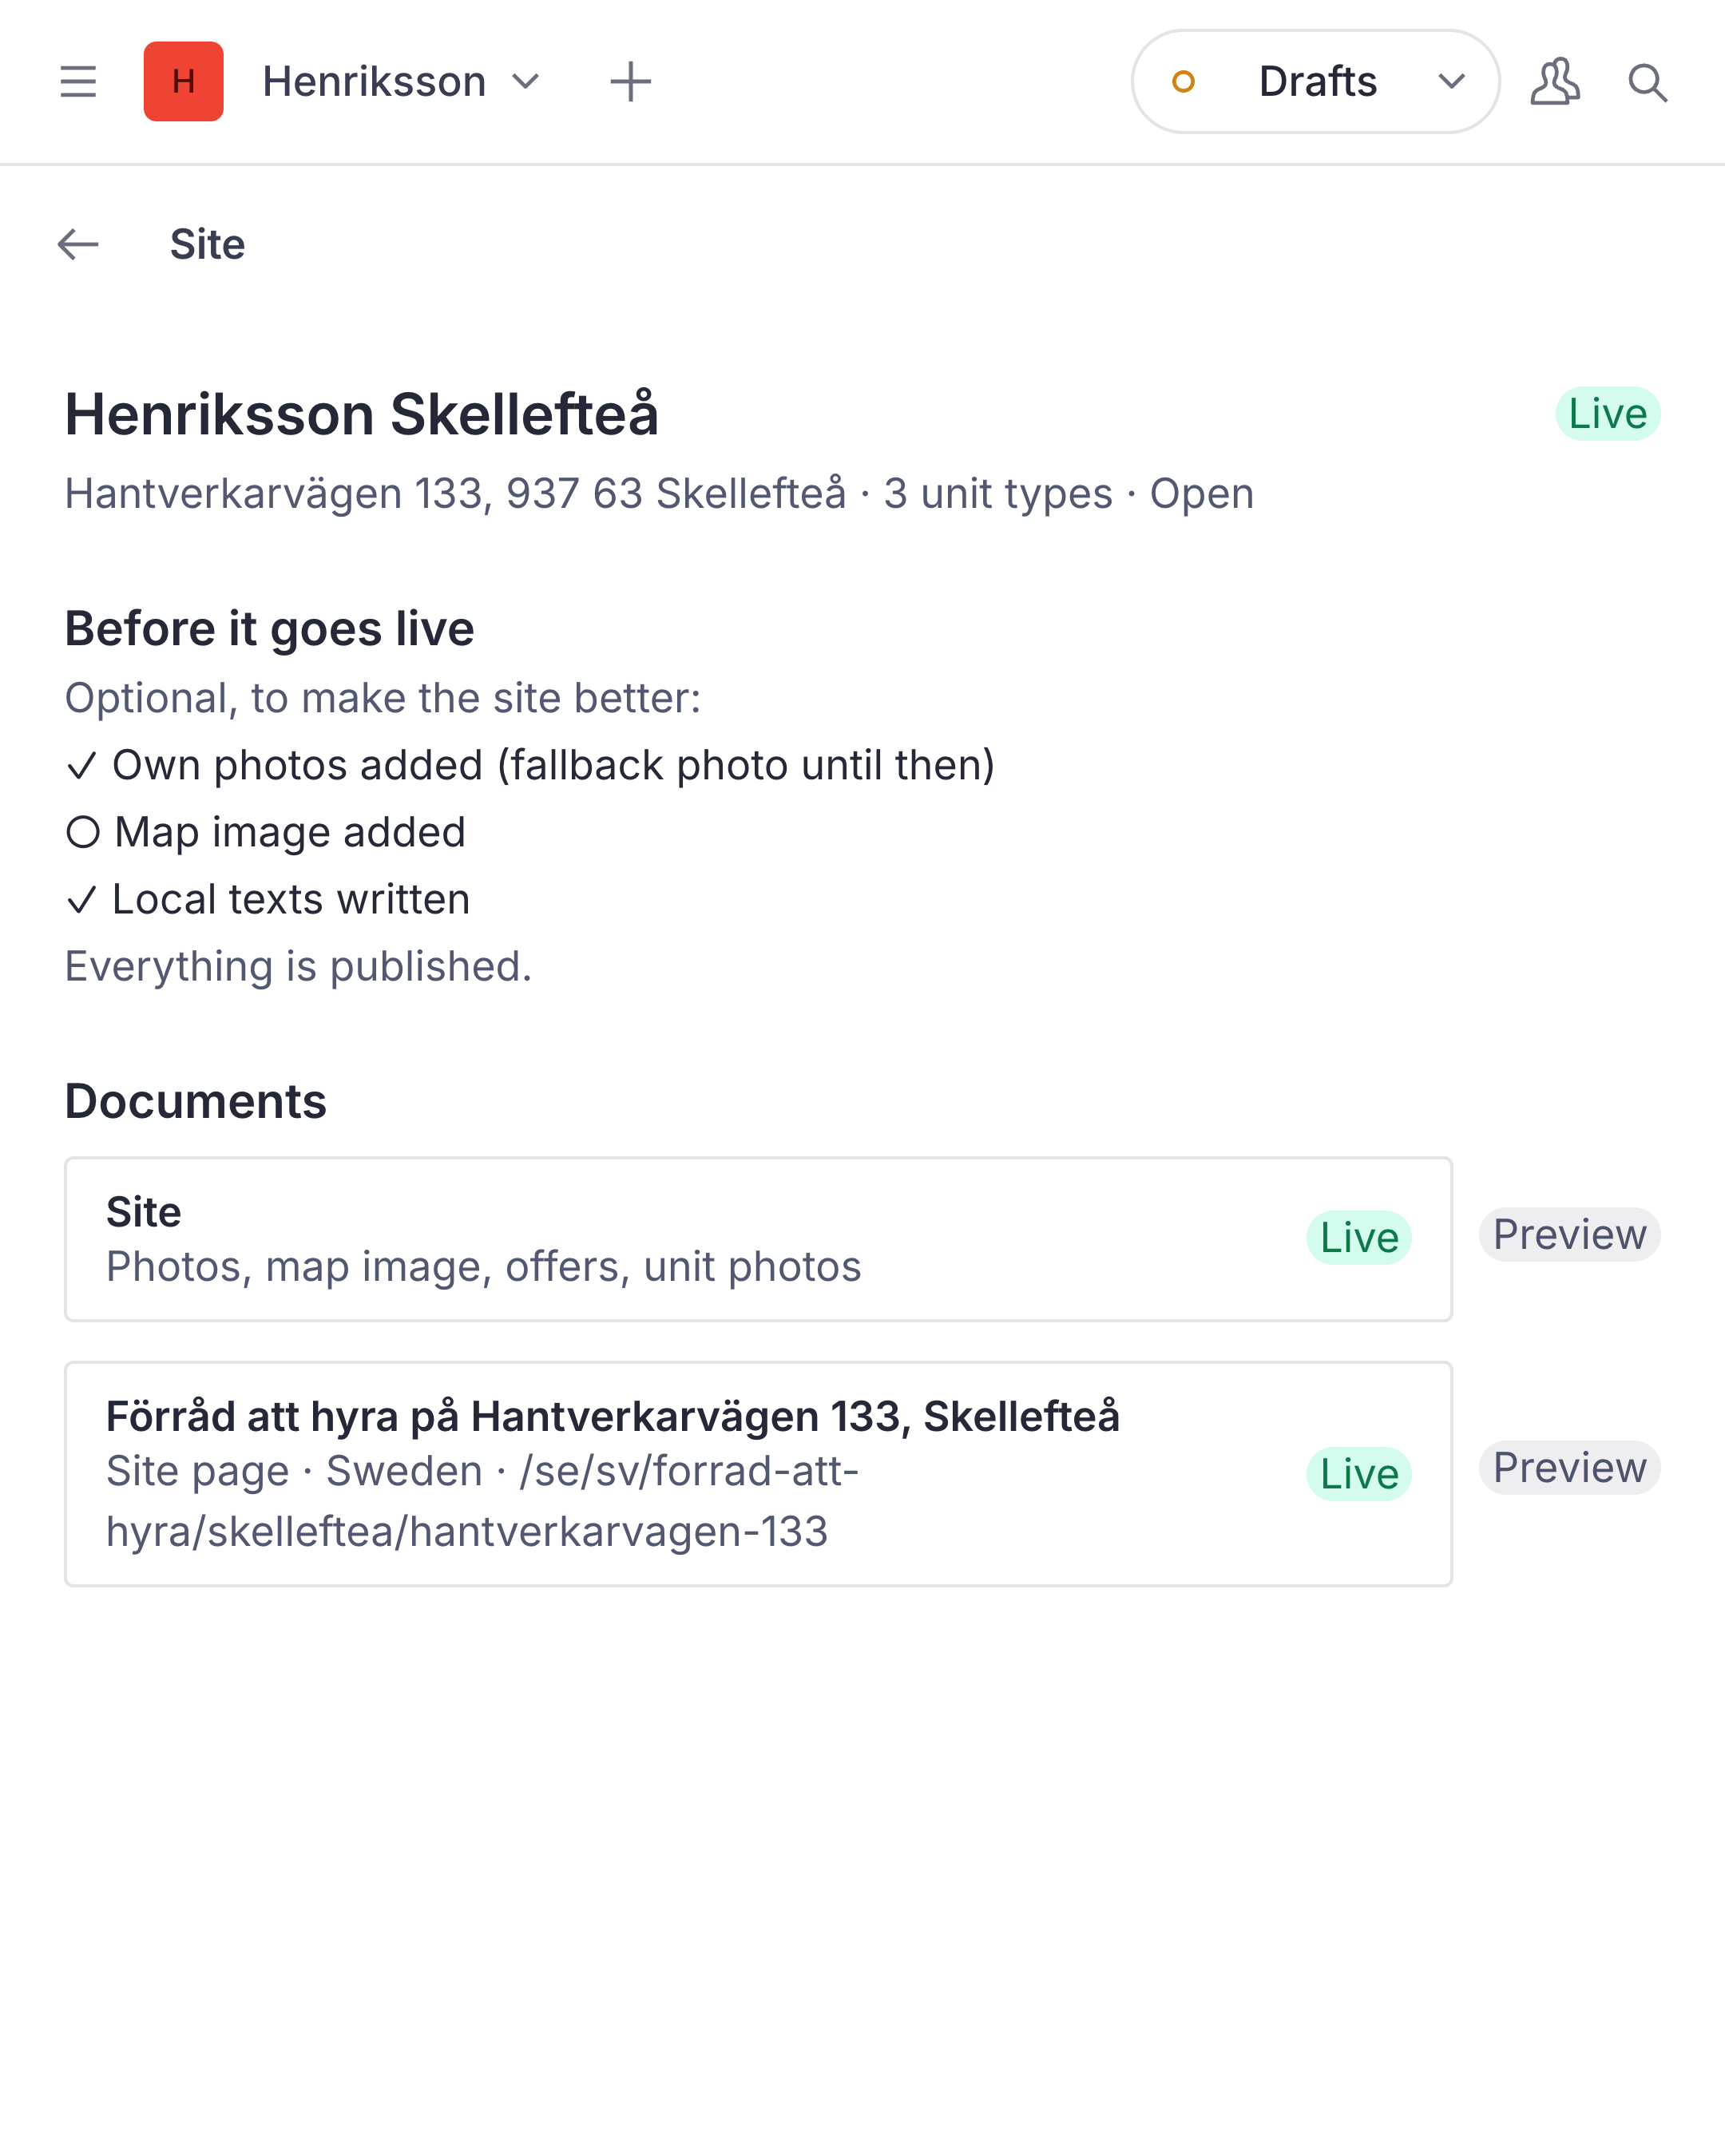 H Henriksson Drafts
Site
Henriksson Skellefteå Live
Hantverkarvägen 133, 937 63 Skellefteå · 3 unit types · Open
Before it goes live
Optional, to make the site better:
✓ Own photos added (fallback photo until then)
○ Map image added
✓ Local texts written
Everything is published.
Documents
Site
Photos, map image, offers, unit photos
Live Preview
Förråd att hyra på Hantverkarvägen 133, Skellefteå
Site page · Sweden · /se/sv/forrad-att-
hyra/skelleftea/hantverkarvagen-133
Live Preview